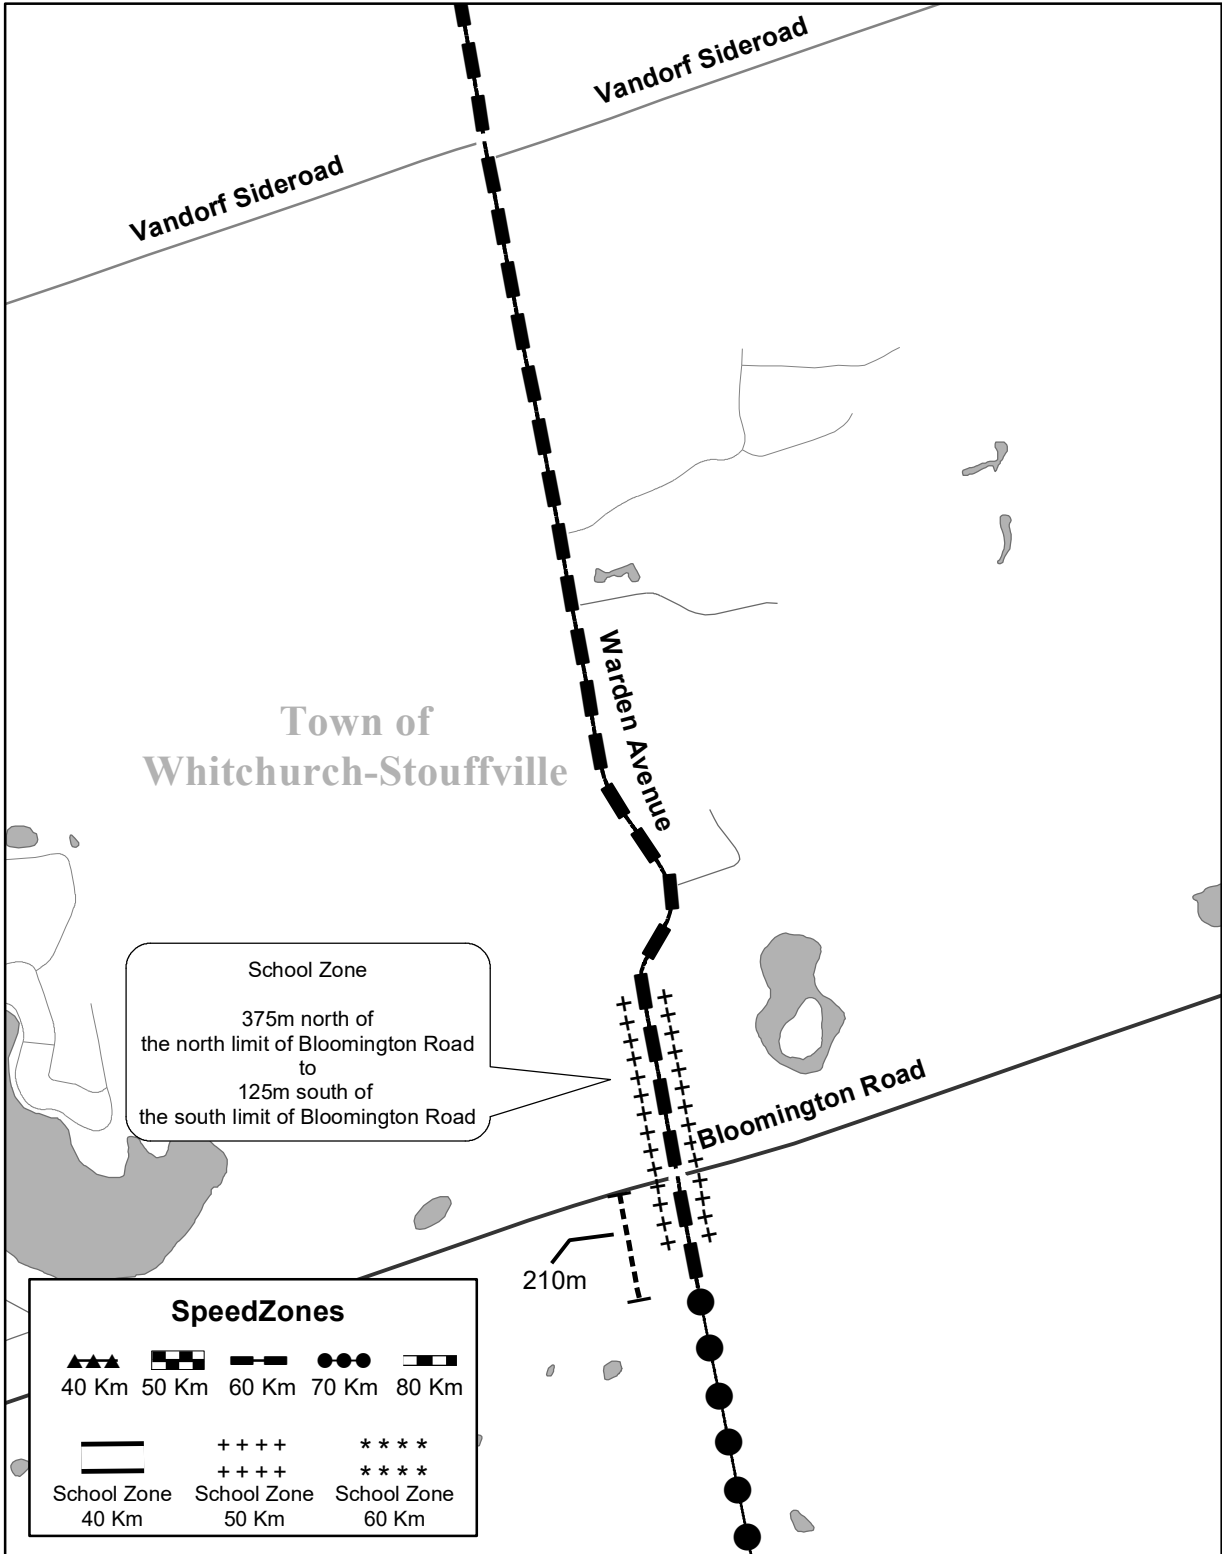 Vandorf Sideroad
Vandorf Sideroad
Warden Avenue
Town of
Whitchurch-Stouffville
School Zone
375m north of
the north limit of Bloomington Road
to
125m south of
the south limit of Bloomington Road
Bloomington Road
210m
SpeedZones
40 Km 50 Km 60 Km 70 Km 80 Km
School Zone School Zone School Zone
40 Km 50 Km 60 Km